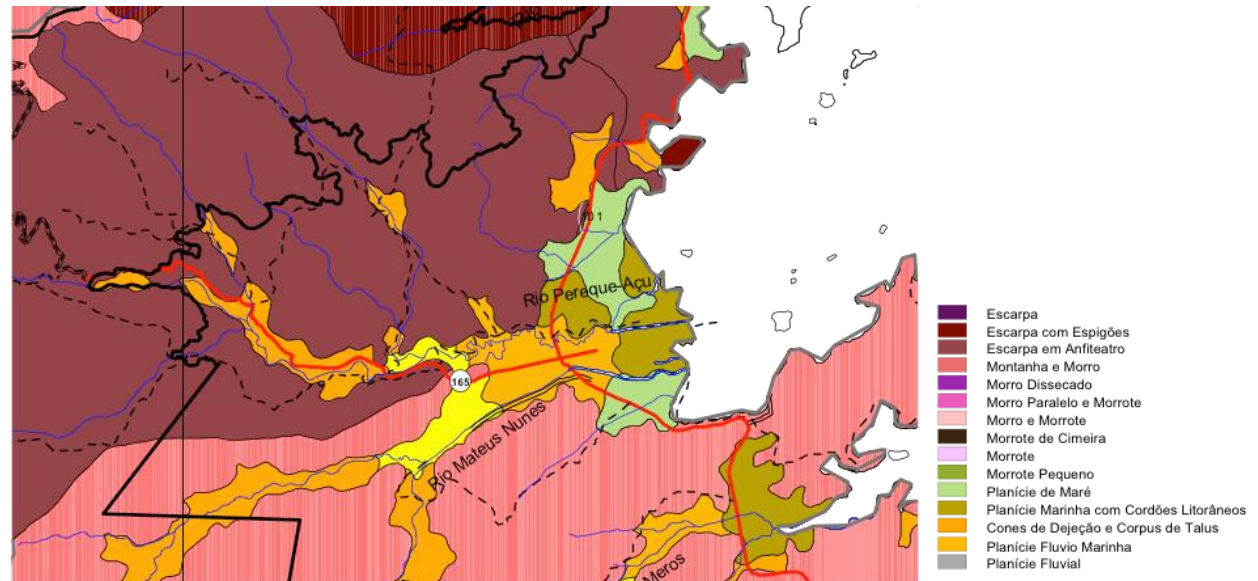 101
Rio Pereque-Açu
165
Rio Mateus Nunes
Meros
Escarpa
Escarpa com Espigões
Escarpa em Anfiteatro
Montanha e Morro
Morro Dissecado
Morro Paralelo e Morrote
Morro e Morrote
Morrote de Cimeira
Morrote
Morrote Pequeno
Planície de Maré
Planície Marinha com Cordões Litorâneos
Cones de Dejeção e Corpus de Talus
Planície Fluvio Marinha
Planície Fluvial